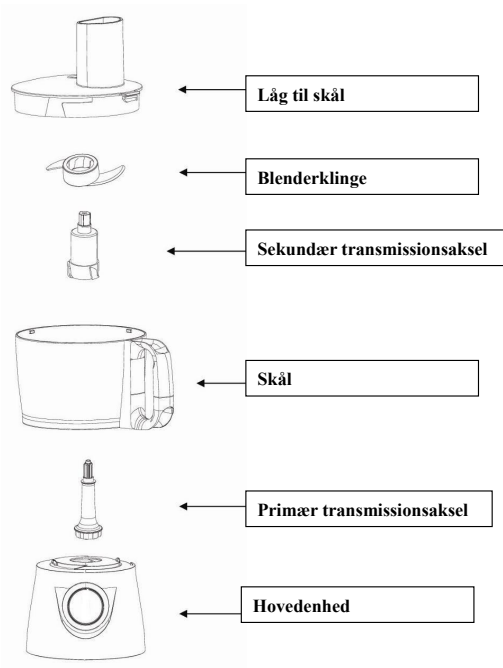 Låg til skål
Blenderklinge
Sekundær transmissionsaksel
Skål
Primær transmissionsaksel
Hovedenhed